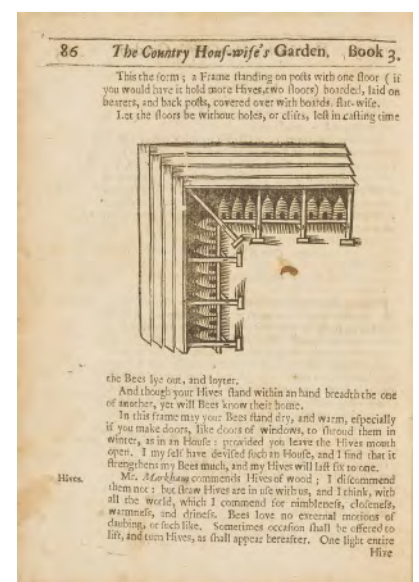 86 The Country Houſ-wife's Garden. Book 3.
This the form ; a Frame ſtanding on poſts with one floor ( if
you would have it hold more Hives,two floors) boarded, laid on
bearers, and back poſts, covered over with boards. ſlat-wiſe.
Let the floors be without holes, or clifts, leſt in caſting time
the Bees lye out, and loyter.
And though your Hives ſtand within an hand breadth the one
of another, yet will Bees know their home.
In this frame may your Bees ſtand dry, and warm, eſpecially
if you make doors, like doors of windows, to ſhroud them in
winter, as in an Houſe : provided you leave the Hives mouth
open. I my ſelf have deviſed ſuch an Houſe, and I find that it
ſtrengthens my Bees much, and my Hives will laſt ſix to one.
Hives. Mr. Markham commends Hives of wood ; I diſcommend
them not : but ſtraw Hives are in uſe with us, and I think, with
all the world, which I commend for nimbleneſs, cloſeneſs,
warmneſs, and drineſs. Bees love no external motions of
daubing, or ſuch like. Sometimes occaſion ſhall be offered to
lift, and turn Hives, as ſhall appear hereafter. One light entire
Hive